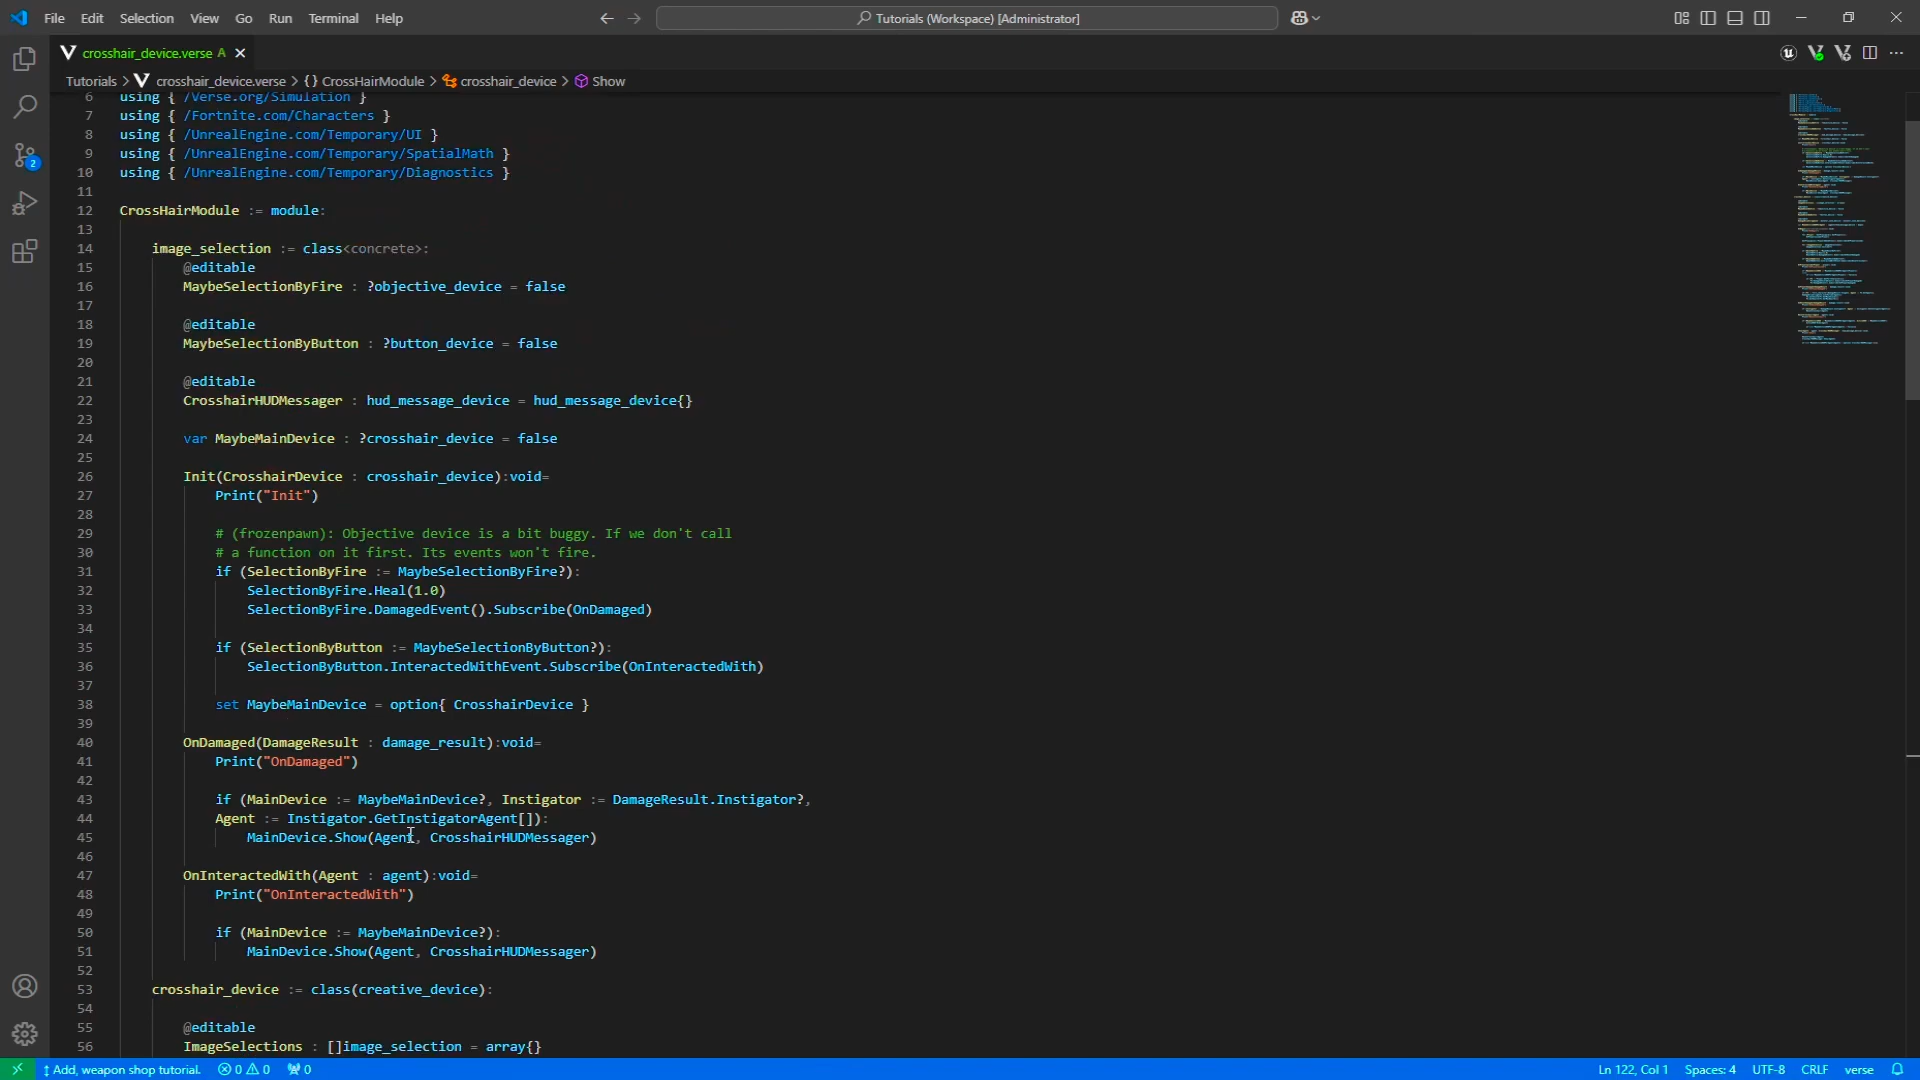 File Edit Selection View Go Run Terminal Help
Tutorials (Workspace) [Administrator]
crosshair_device.verse A
Tutorials > crosshair_device.verse > {} CrossHairModule > crosshair_device > Show
6 using { /Verse.org/Simulation }
7 using { /Fortnite.com/Characters }
8 using { /UnrealEngine.com/Temporary/UI }
9 using { /UnrealEngine.com/Temporary/SpatialMath }
10 using { /UnrealEngine.com/Temporary/Diagnostics }
11
12 CrossHairModule := module:
13
14 image_selection := class<concrete>:
15 @editable
16 MaybeSelectionByFire : ?objective_device = false
17
18 @editable
19 MaybeSelectionByButton : ?button_device = false
20
21 @editable
22 CrosshairHUDMessager : hud_message_device = hud_message_device{}
23
24 var MaybeMainDevice : ?crosshair_device = false
25
26 Init(CrosshairDevice : crosshair_device):void=
27 Print("Init")
28
29 # (frozenpawn): Objective device is a bit buggy. If we don't call
30 # a function on it first. Its events won't fire.
31 if (SelectionByFire := MaybeSelectionByFire?):
32 SelectionByFire.Heal(1.0)
33 SelectionByFire.DamagedEvent().Subscribe(OnDamaged)
34
35 if (SelectionByButton := MaybeSelectionByButton?):
36 SelectionByButton.InteractedWithEvent.Subscribe(OnInteractedWith)
37
38 set MaybeMainDevice = option{ CrosshairDevice }
39
40 OnDamaged(DamageResult : damage_result):void=
41 Print("OnDamaged")
42
43 if (MainDevice := MaybeMainDevice?, Instigator := DamageResult.Instigator?,
44 Agent := Instigator.GetInstigatorAgent[]):
45 MainDevice.Show(Agent, CrosshairHUDMessager)
46
47 OnInteractedWith(Agent : agent):void=
48 Print("OnInteractedWith")
49
50 if (MainDevice := MaybeMainDevice?):
51 MainDevice.Show(Agent, CrosshairHUDMessager)
52
53 crosshair_device := class(creative_device):
54
55 @editable
56 ImageSelections : []image_selection = array{}
2
Add, weapon shop tutorial. 0 0 0 Ln 122, Col 1 Spaces: 4 UTF-8 CRLF verse